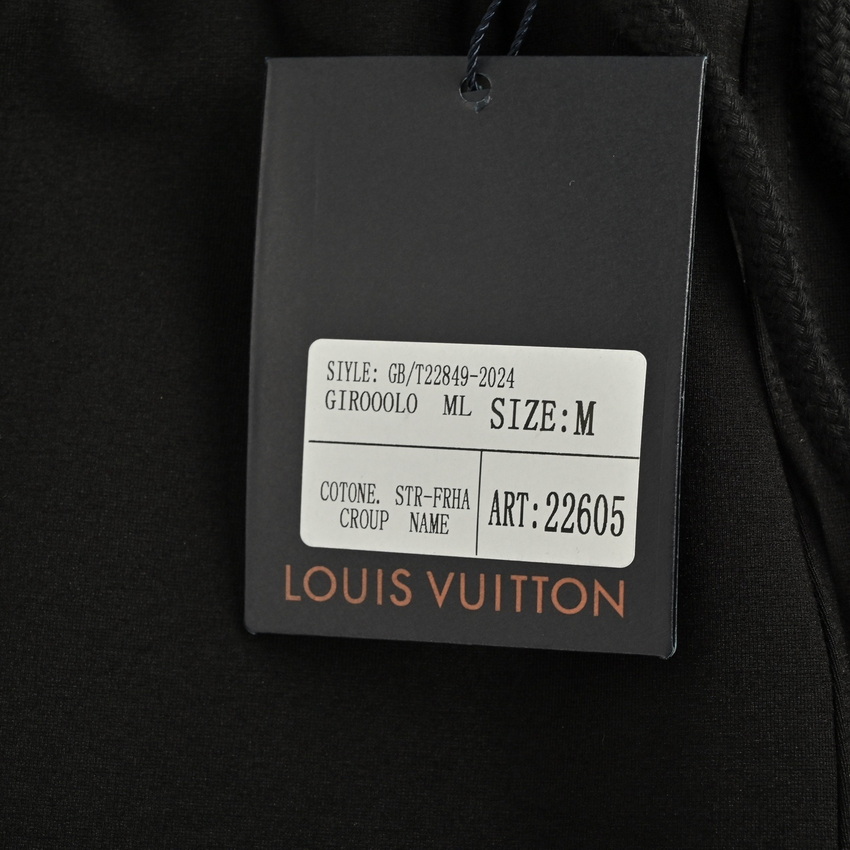 SIYLE: GB/T22849-2024
GIROOOLO ML SIZE:M
COTONE. STR-FRHA
CROUP NAME
ART:22605
LOUIS VUITTON